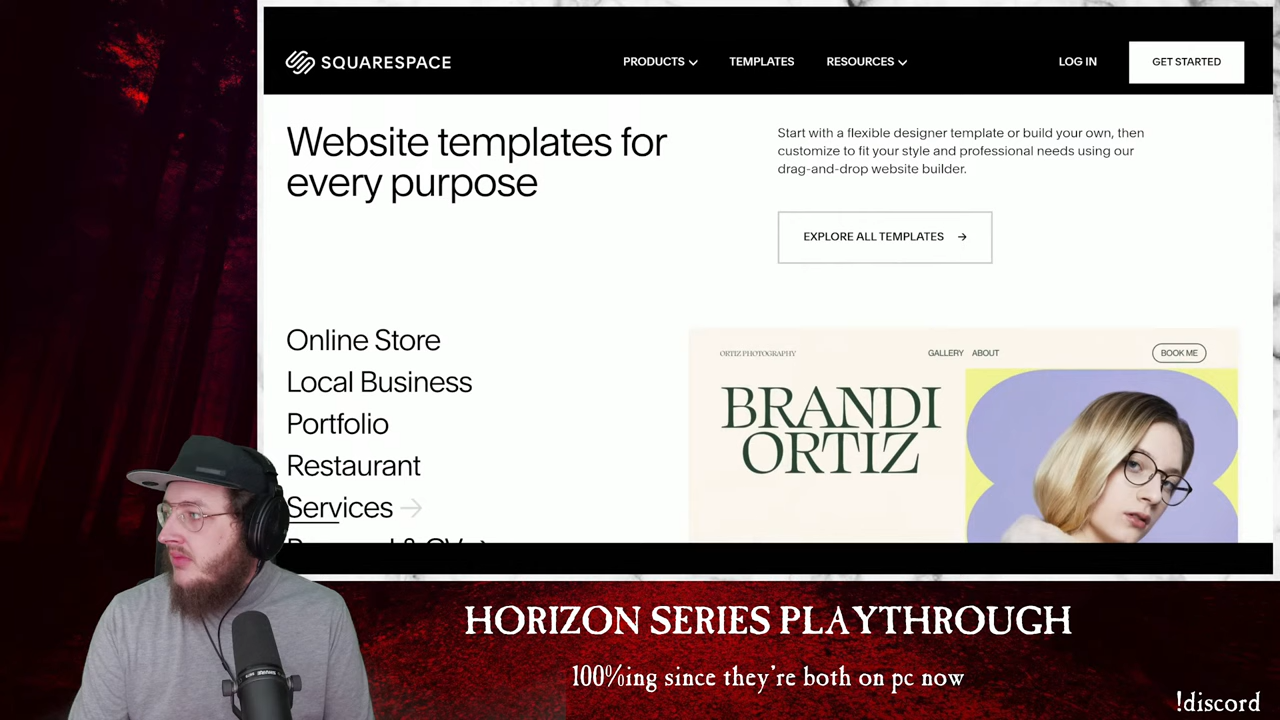 SQUARESPACE
PRODUCTS
TEMPLATES
RESOURCES
LOG IN
GET STARTED
Website templates for
every purpose
Start with a flexible designer template or build your own, then
customize to fit your style and professional needs using our
drag-and-drop website builder.
EXPLORE ALL TEMPLATES →
Online Store
Local Business
Portfolio
Restaurant
Services →
ORTIZ PHOTOGRAPHY
GALLERY ABOUT
BOOK ME
BRANDI
ORTIZ
HORIZON SERIES PLAYTHROUGH
100%ing since they're both on pc now
!discord